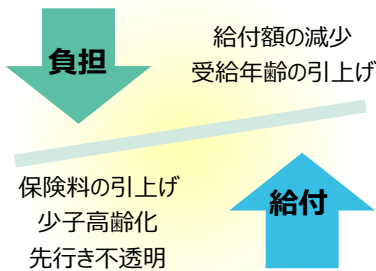 負担
給付額の減少
受給年齢の引上げ
保険料の引上げ
少子高齢化
先行き不透明
給付